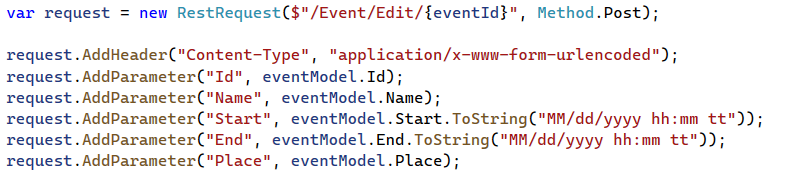 var request = new RestRequest($"/Event/Edit/{eventId}", Method.Post);
request.AddHeader("Content-Type", "application/x-www-form-urlencoded");
request.AddParameter("Id", eventModel.Id);
request.AddParameter("Name", eventModel.Name);
request.AddParameter("Start", eventModel.Start.ToString("MM/dd/yyyy hh:mm tt"));
request.AddParameter("End", eventModel.End.ToString("MM/dd/yyyy hh:mm tt"));
request.AddParameter("Place", eventModel.Place);